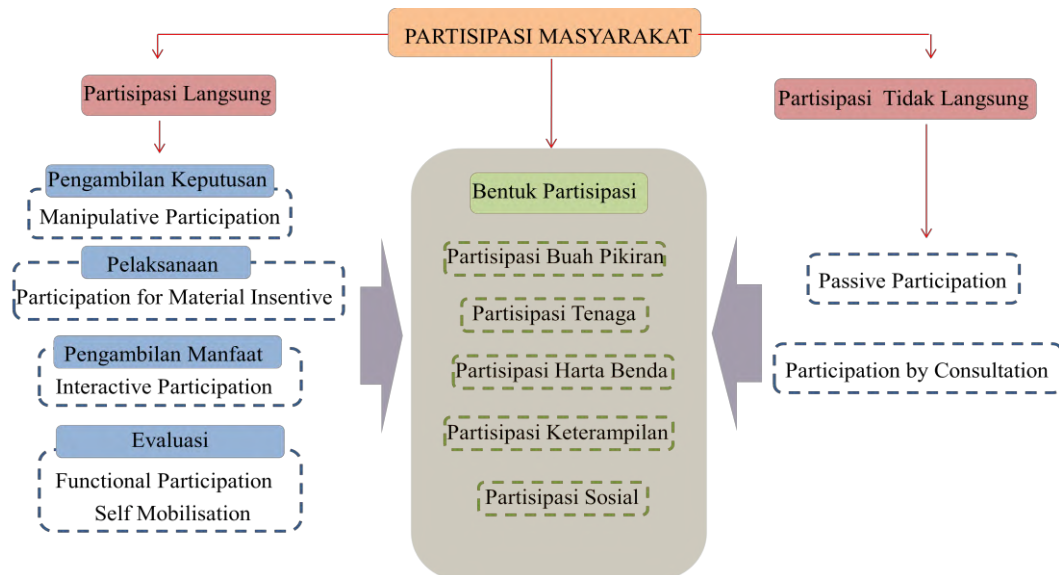 PARTISIPASI MASYARAKAT
Partisipasi Langsung
Pengambilan Keputusan
Manipulative Participation
Pelaksanaan
Participation for Material Insentive
Pengambilan Manfaat
Interactive Participation
Evaluasi
Functional Participation
Self Mobilisation
Bentuk Partisipasi
Partisipasi Buah Pikiran
Partisipasi Tenaga
Partisipasi Harta Benda
Partisipasi Keterampilan
Partisipasi Sosial
Partisipasi Tidak Langsung
Passive Participation
Participation by Consultation